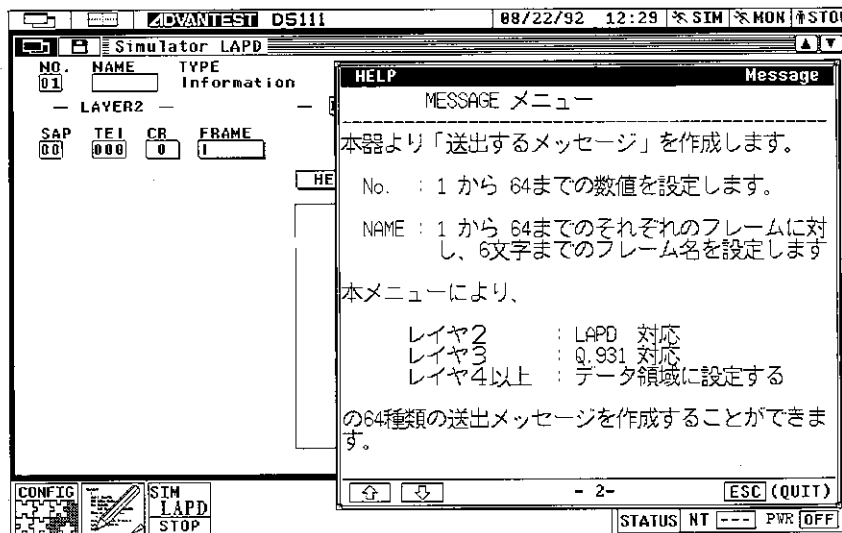 ADVANTEST D5111 08/22/92 12:29 SIM MON STO
Simulator LAPD
NO. NAME TYPE
01 Information
— LAYER2 —
SAP TEI CR FRAME
00 000 0 I
HE
HELP Message
MESSAGE メニュー
本器より「送出するメッセージ」を作成します。
No. : 1 から 64までの数値を設定します。
NAME : 1 から 64までのそれぞれのフレームに対
し、6文字までのフレーム名を設定します
本メニューにより、
レイヤ2 : LAPD 対応
レイヤ3 : Q.931 対応
レイヤ4以上 : データ領域に設定する
の64種類の送出メッセージを作成することができま
す。
- 2- ESC (QUIT)
CONFIG
SIM
LAPD
STOP
STATUS NT --- PWR OFF